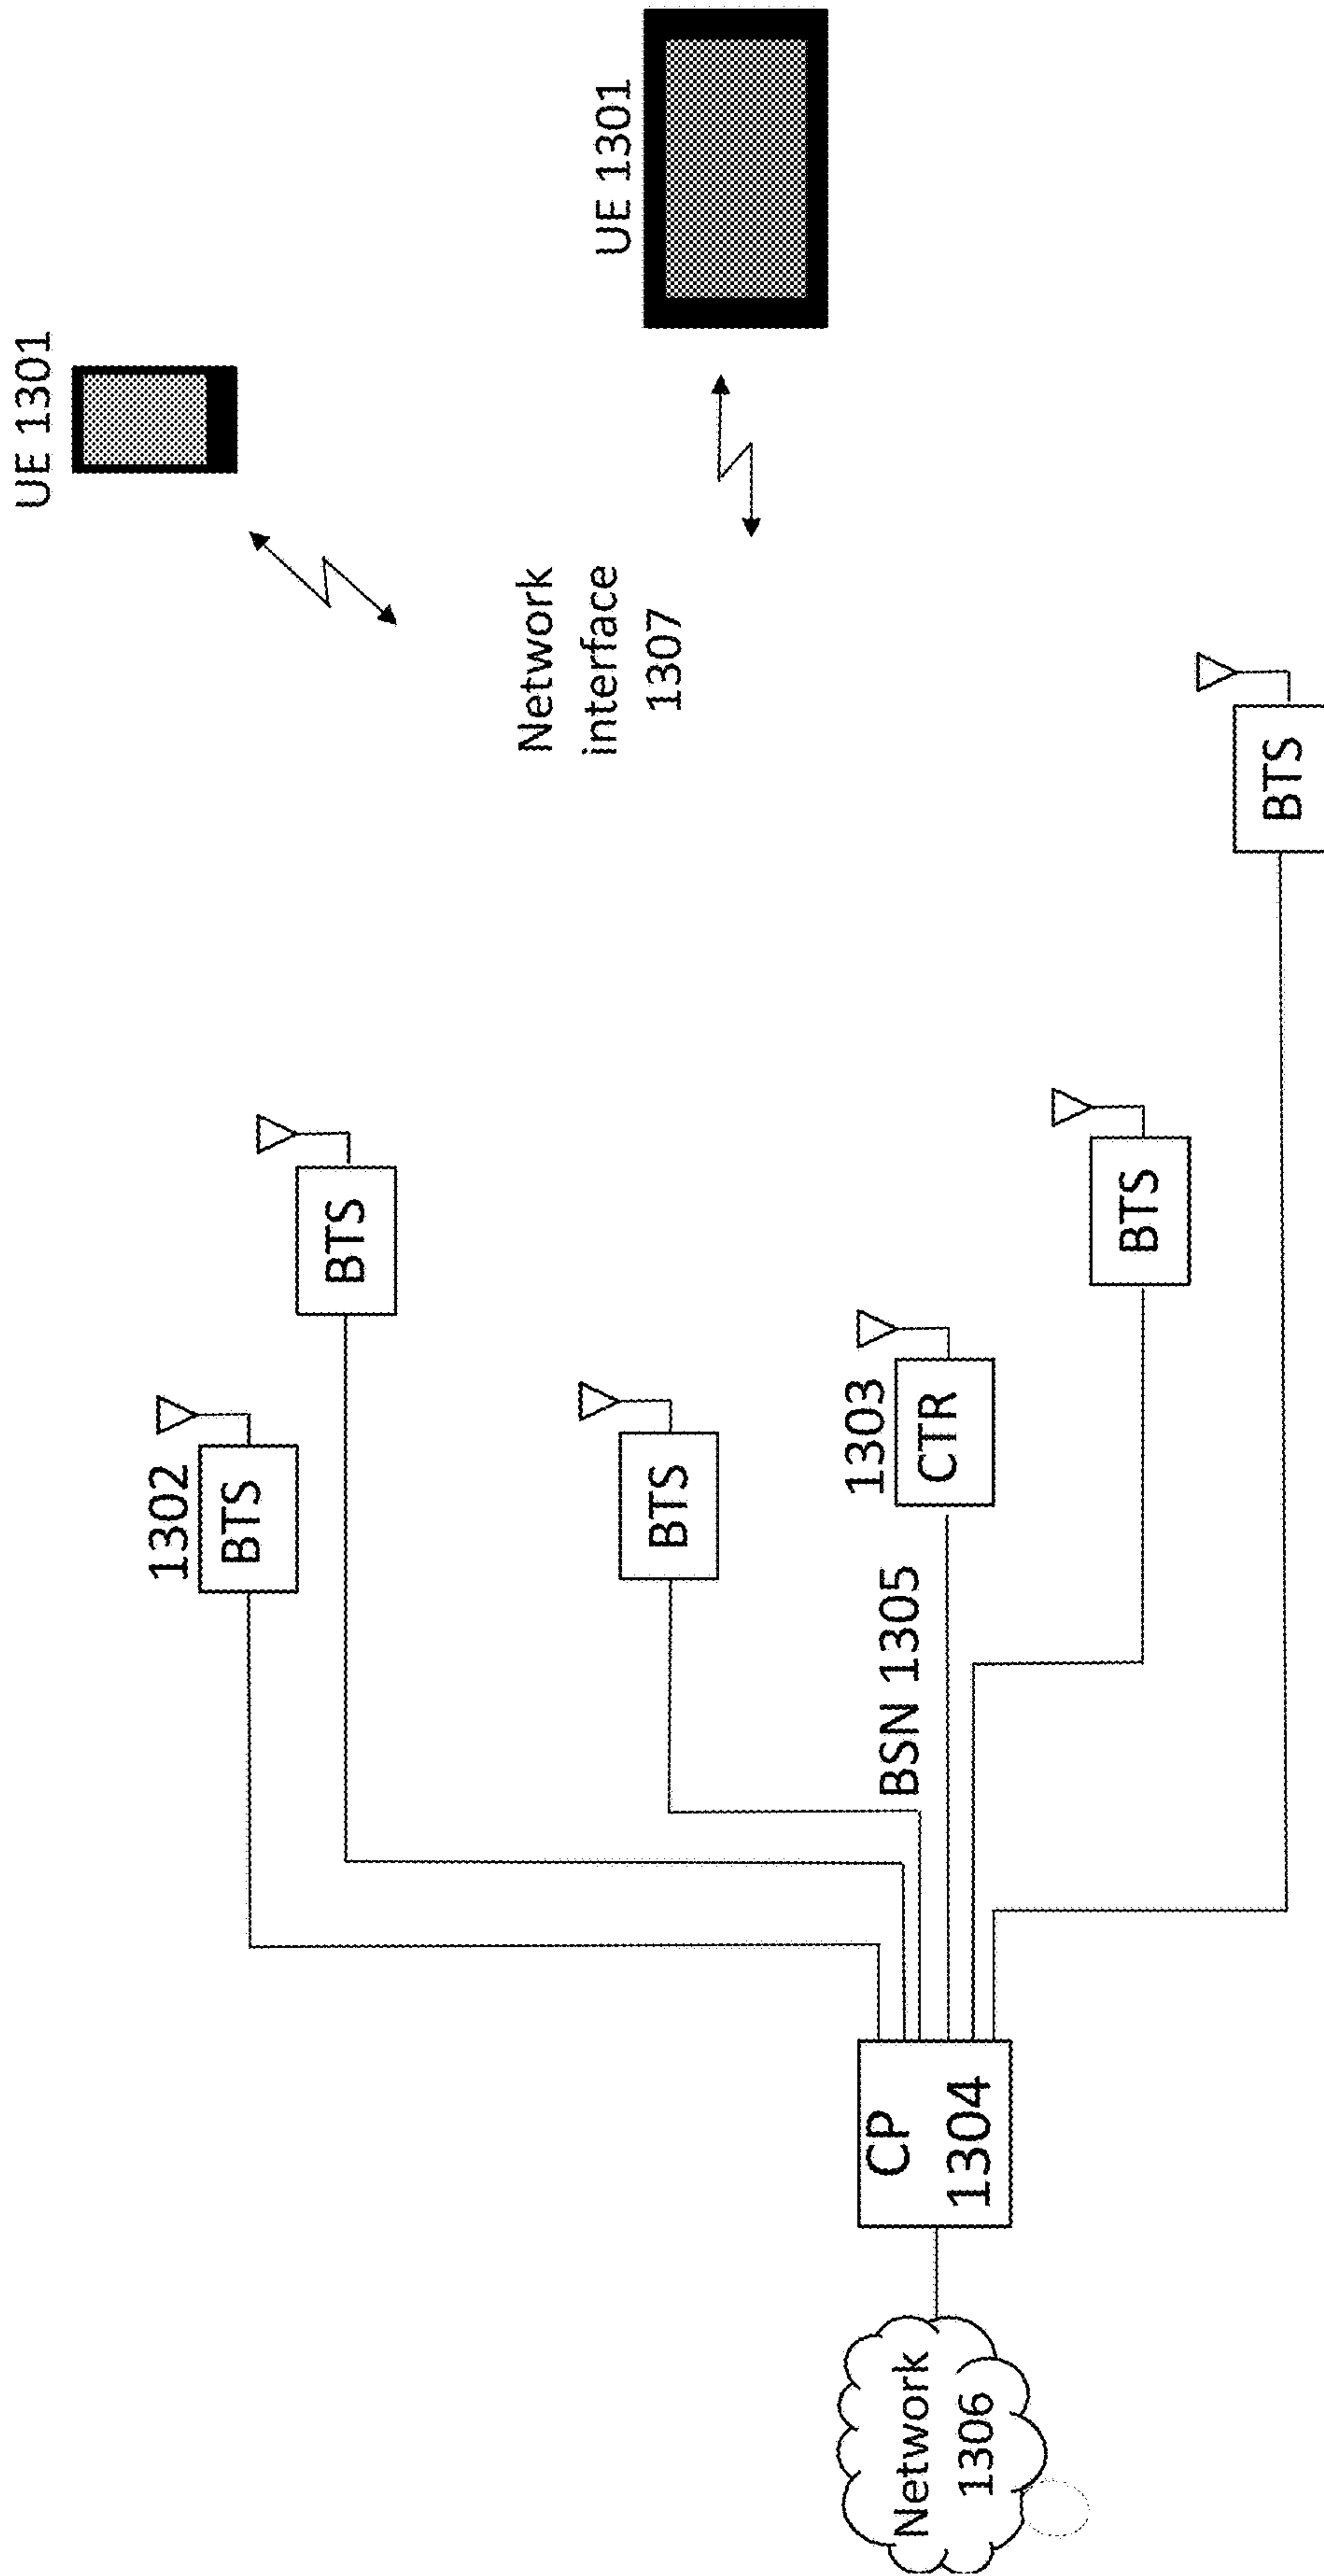 UE 1301
UE 1301
Network
interface
1307
BTS
1302
BTS
BTS
1303
CTR
BTS
BTS
BSN 1305
CP
1304
Network
1306